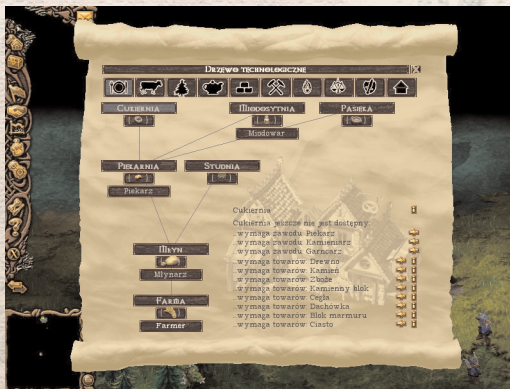 Drzewo technologiczne
Cukiernia
Miodosytnia
Pasieka
Miodowar
Piekarnia
Studnia
Piekarz
Młyn
Młynarz
Farma
Farmer
Cukiernia
Cukiernia jeszcze nie jest dostępny.
..wymaga zawodu Piekarz
..wymaga zawodu Kamieniarz
..wymaga zawodu Garncarz
..wymaga towarów Drewno
..wymaga towarów Kamień
..wymaga towarów Zboże
..wymaga towarów Kamienny blok
..wymaga towarów Cegła
..wymaga towarów Dachówka
..wymaga towarów Blok marmuru
..wymaga towarów Ciasto